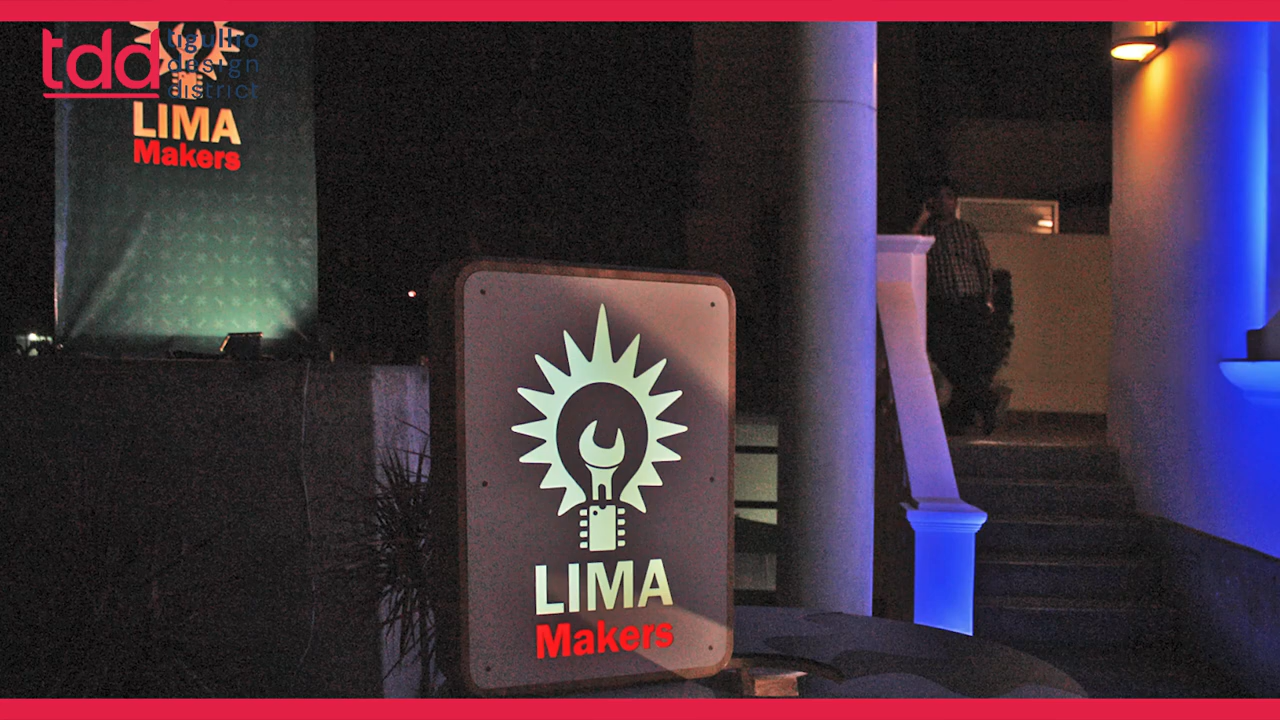 tdd
tigullio
design
district
LIMA
Makers
LIMA
Makers